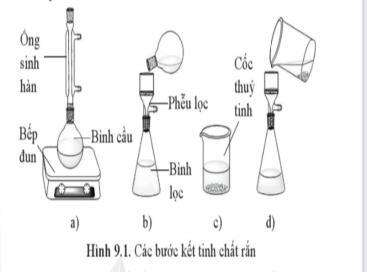 Ống
sinh
hàn
Bếp
đun
Bình cầu
Phễu lọc
Bình
lọc
Cốc
thuỷ
tinh
a)
b)
c)
d)
Hình 9.1. Các bước kết tinh chất rắn